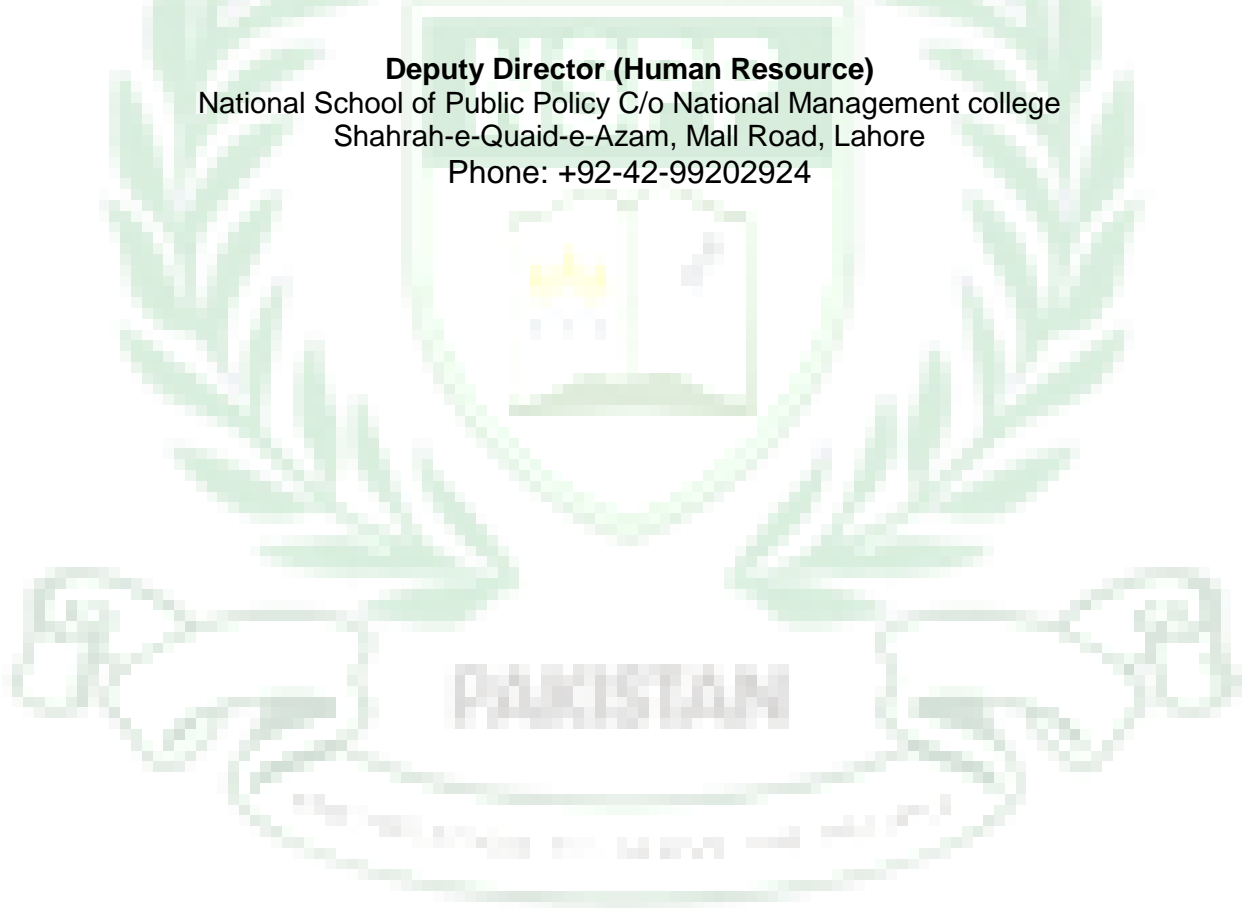 NSPP
Deputy Director (Human Resource)
National School of Public Policy C/o National Management college
Shahrah-e-Quaid-e-Azam, Mall Road, Lahore
Phone: +92-42-99202924
PAKISTAN